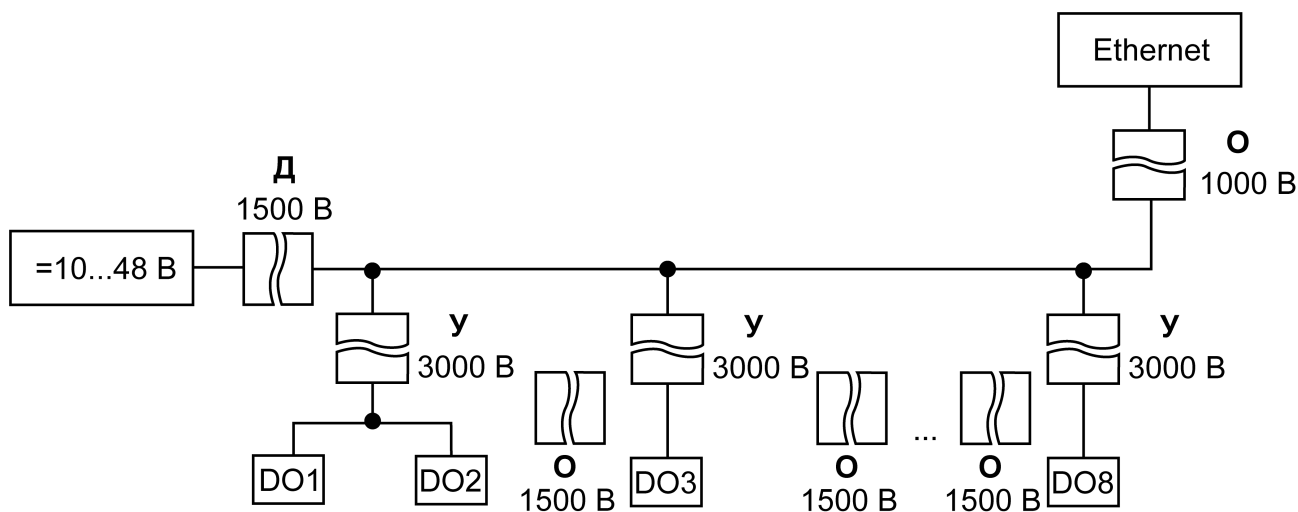 Ethernet
О
1000 В
Д
1500 В
=10...48 В
У
3000 В
У
3000 В
У
3000 В
...
О
1500 В
О
1500 В
О
1500 В
DO1
DO2
DO3
DO8